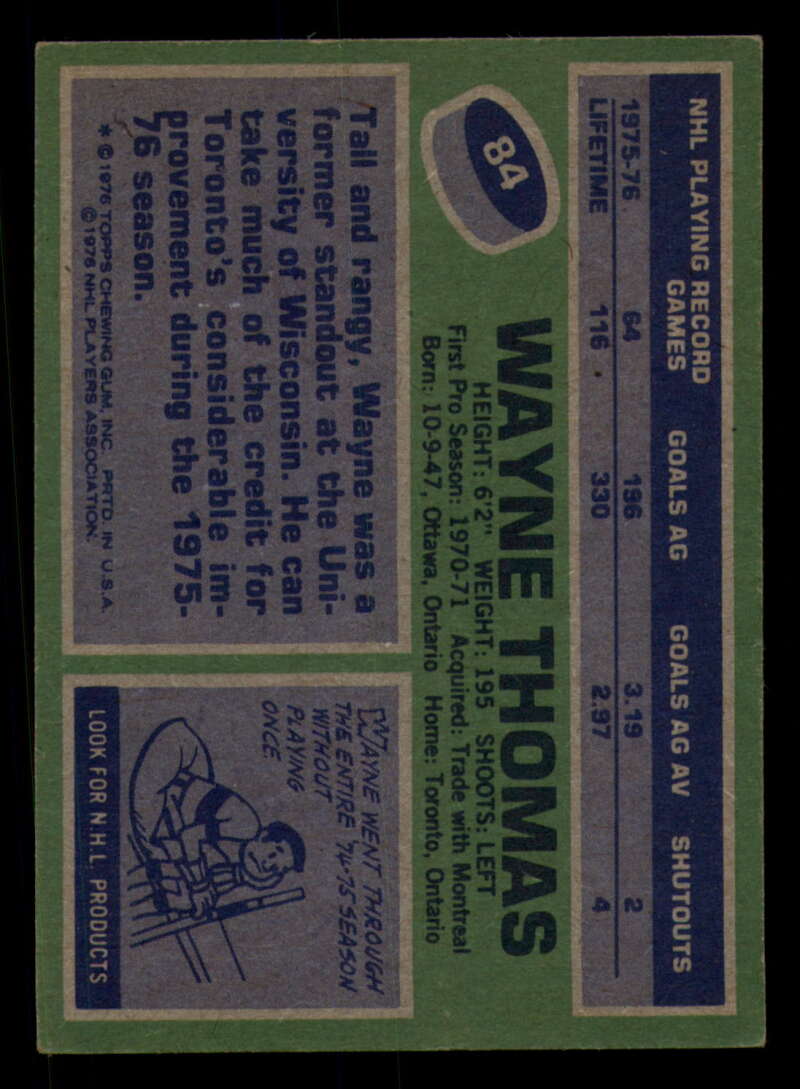 NHL PLAYING RECORD
GAMES GOALS AG GOALS AG AV SHUTOUTS
1975-76 64 196 3.19 2
LIFETIME 116 330 2.97 4
84
WAYNE THOMAS
HEIGHT: 6'2" WEIGHT: 195 SHOOTS: LEFT
First Pro Season: 1970-71 Acquired: Trade with Montreal
Born: 10-9-47, Ottawa, Ontario Home: Toronto, Ontario
Tall and rangy, Wayne was a
former standout at the Uni-
versity of Wisconsin. He can
take much of the credit for
Toronto's considerable im-
provement during the 1975-
76 season.
* © 1976 TOPPS CHEWING GUM, INC. PRTD. IN U.S.A.
© 1976 NHL PLAYERS ASSOCIATION.
WAYNE WENT THROUGH
THE ENTIRE '74-75 SEASON
WITHOUT
PLAYING
ONCE.
LOOK FOR N.H.L. PRODUCTS